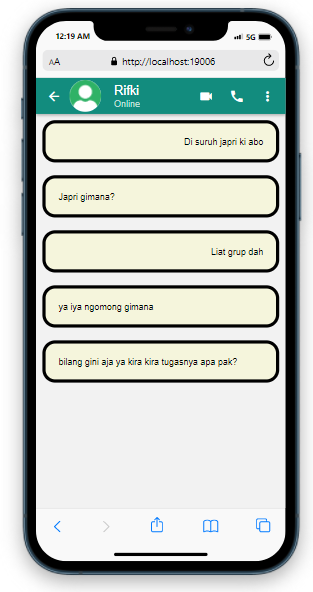 12:19 AM
5G
AA
http://localhost:19006
Rifki
Online
Di suruh japri ki abo
Japri gimana?
Liat grup dah
ya iya ngomong gimana
bilang gini aja ya kira kira tugasnya apa pak?